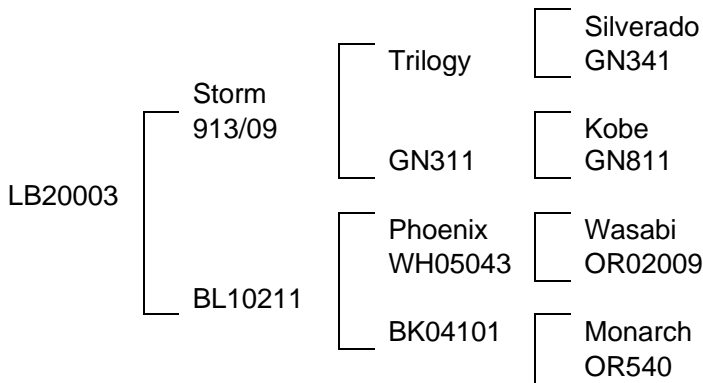 LB20003
Storm
913/09
BL10211
Trilogy
GN311
Phoenix
WH05043
BK04101
Silverado
GN341
Kobe
GN811
Wasabi
OR02009
Monarch
OR540